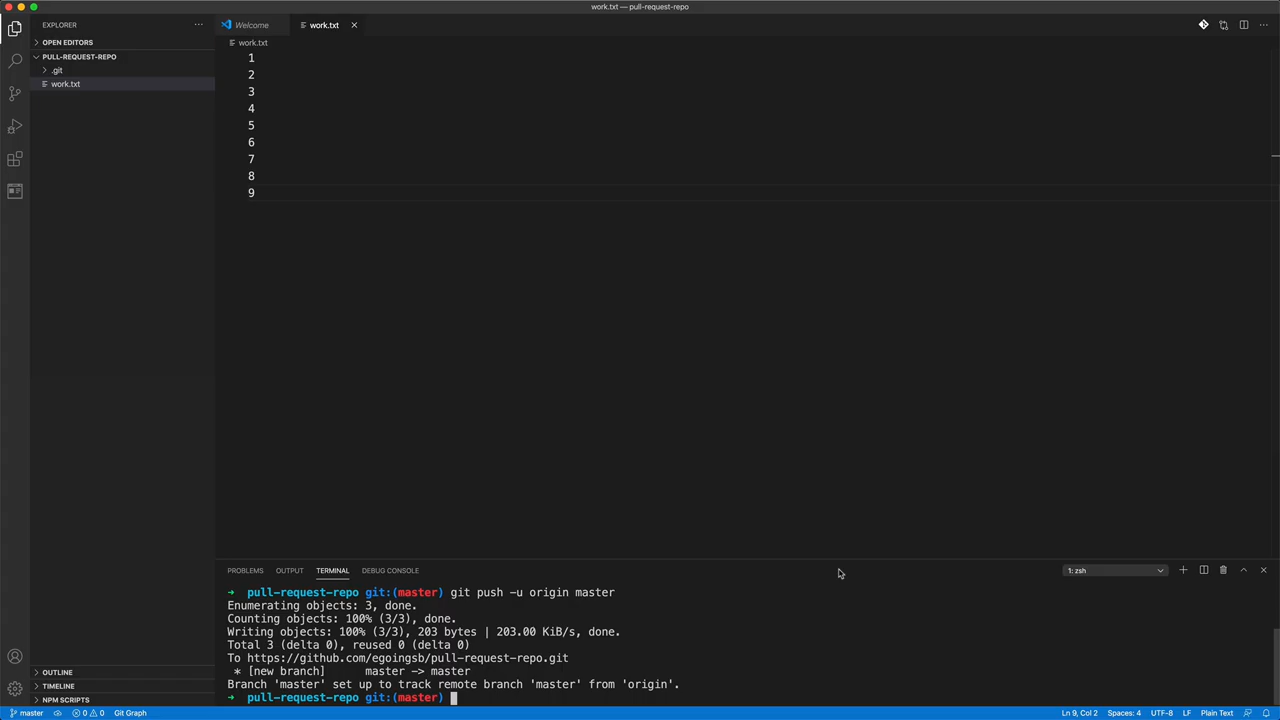 work.txt — pull-request-repo
EXPLORER
Welcome
work.txt
OPEN EDITORS
work.txt
PULL-REQUEST-REPO
.git
work.txt
1
2
3
4
5
6
7
8
9
PROBLEMS OUTPUT TERMINAL DEBUG CONSOLE 1: zsh
➜ pull-request-repo git:(master) git push -u origin master
Enumerating objects: 3, done.
Counting objects: 100% (3/3), done.
Writing objects: 100% (3/3), 203 bytes | 203.00 KiB/s, done.
Total 3 (delta 0), reused 0 (delta 0)
To https://github.com/egoingsb/pull-request-repo.git
* [new branch] master -> master
Branch 'master' set up to track remote branch 'master' from 'origin'.
➜ pull-request-repo git:(master)
OUTLINE
TIMELINE
NPM SCRIPTS
master 0 0 Git Graph Ln 9, Col 2 Spaces: 4 UTF-8 LF Plain Text